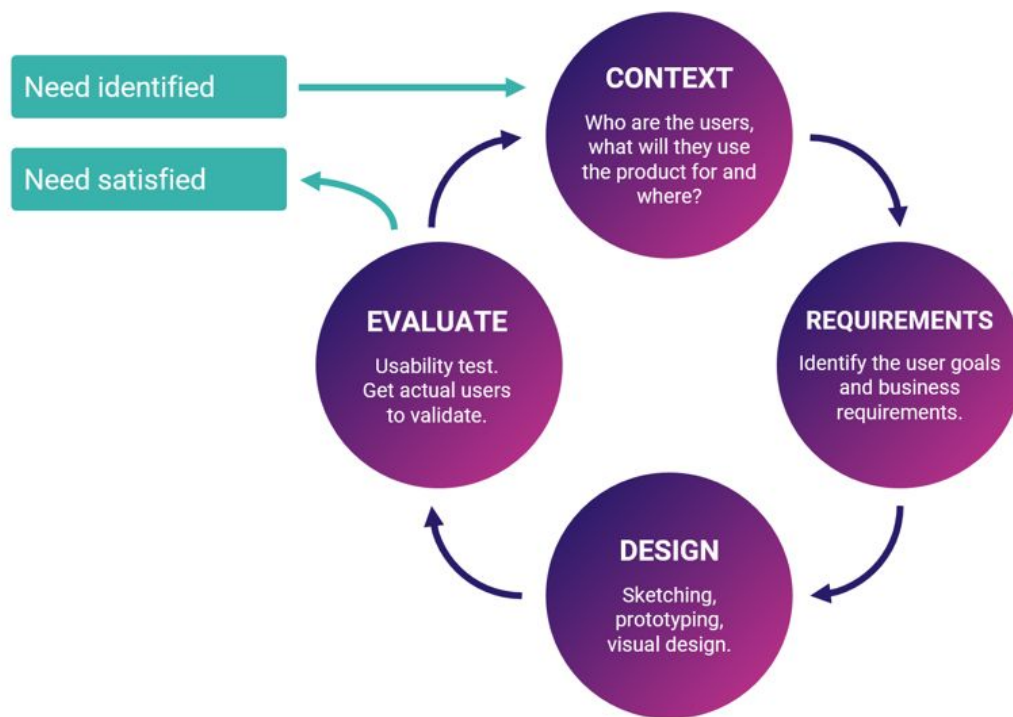 Need identified
Need satisfied
CONTEXT
Who are the users,
what will they use
the product for and
where?
EVALUATE
Usability test.
Get actual users
to validate.
REQUIREMENTS
Identify the user goals
and business
requirements.
DESIGN
Sketching,
prototyping,
visual design.